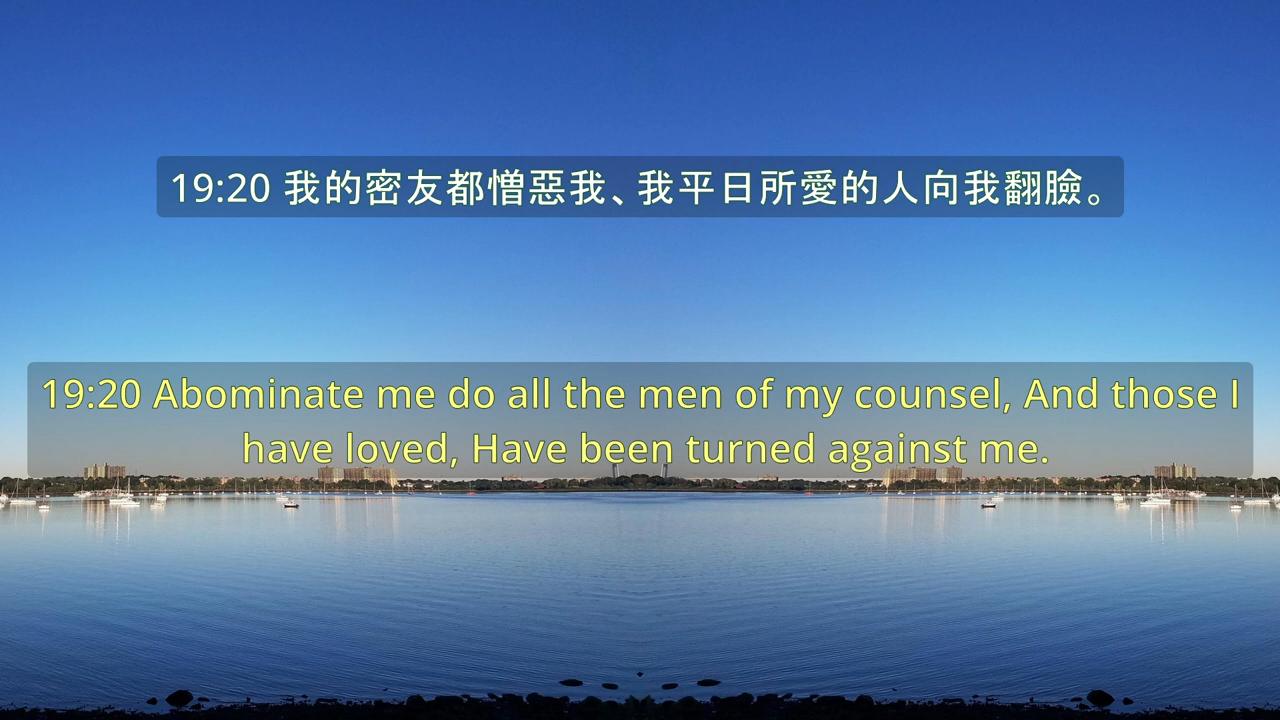 19:20 我的密友都憎惡我、我平日所愛的人向我翻臉。
19:20 Abominate me do all the men of my counsel, And those I
have loved, Have been turned against me.